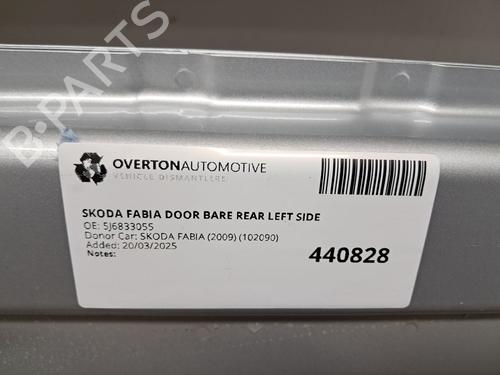 B-PARTS
OVERTONAUTOMOTIVE
VEHICLE DISMANTLERS
SKODA FABIA DOOR BARE REAR LEFT SIDE
OE: 5J6833055
Donor Car: SKODA FABIA (2009) (102090)
Added: 20/03/2025
Notes:
440828